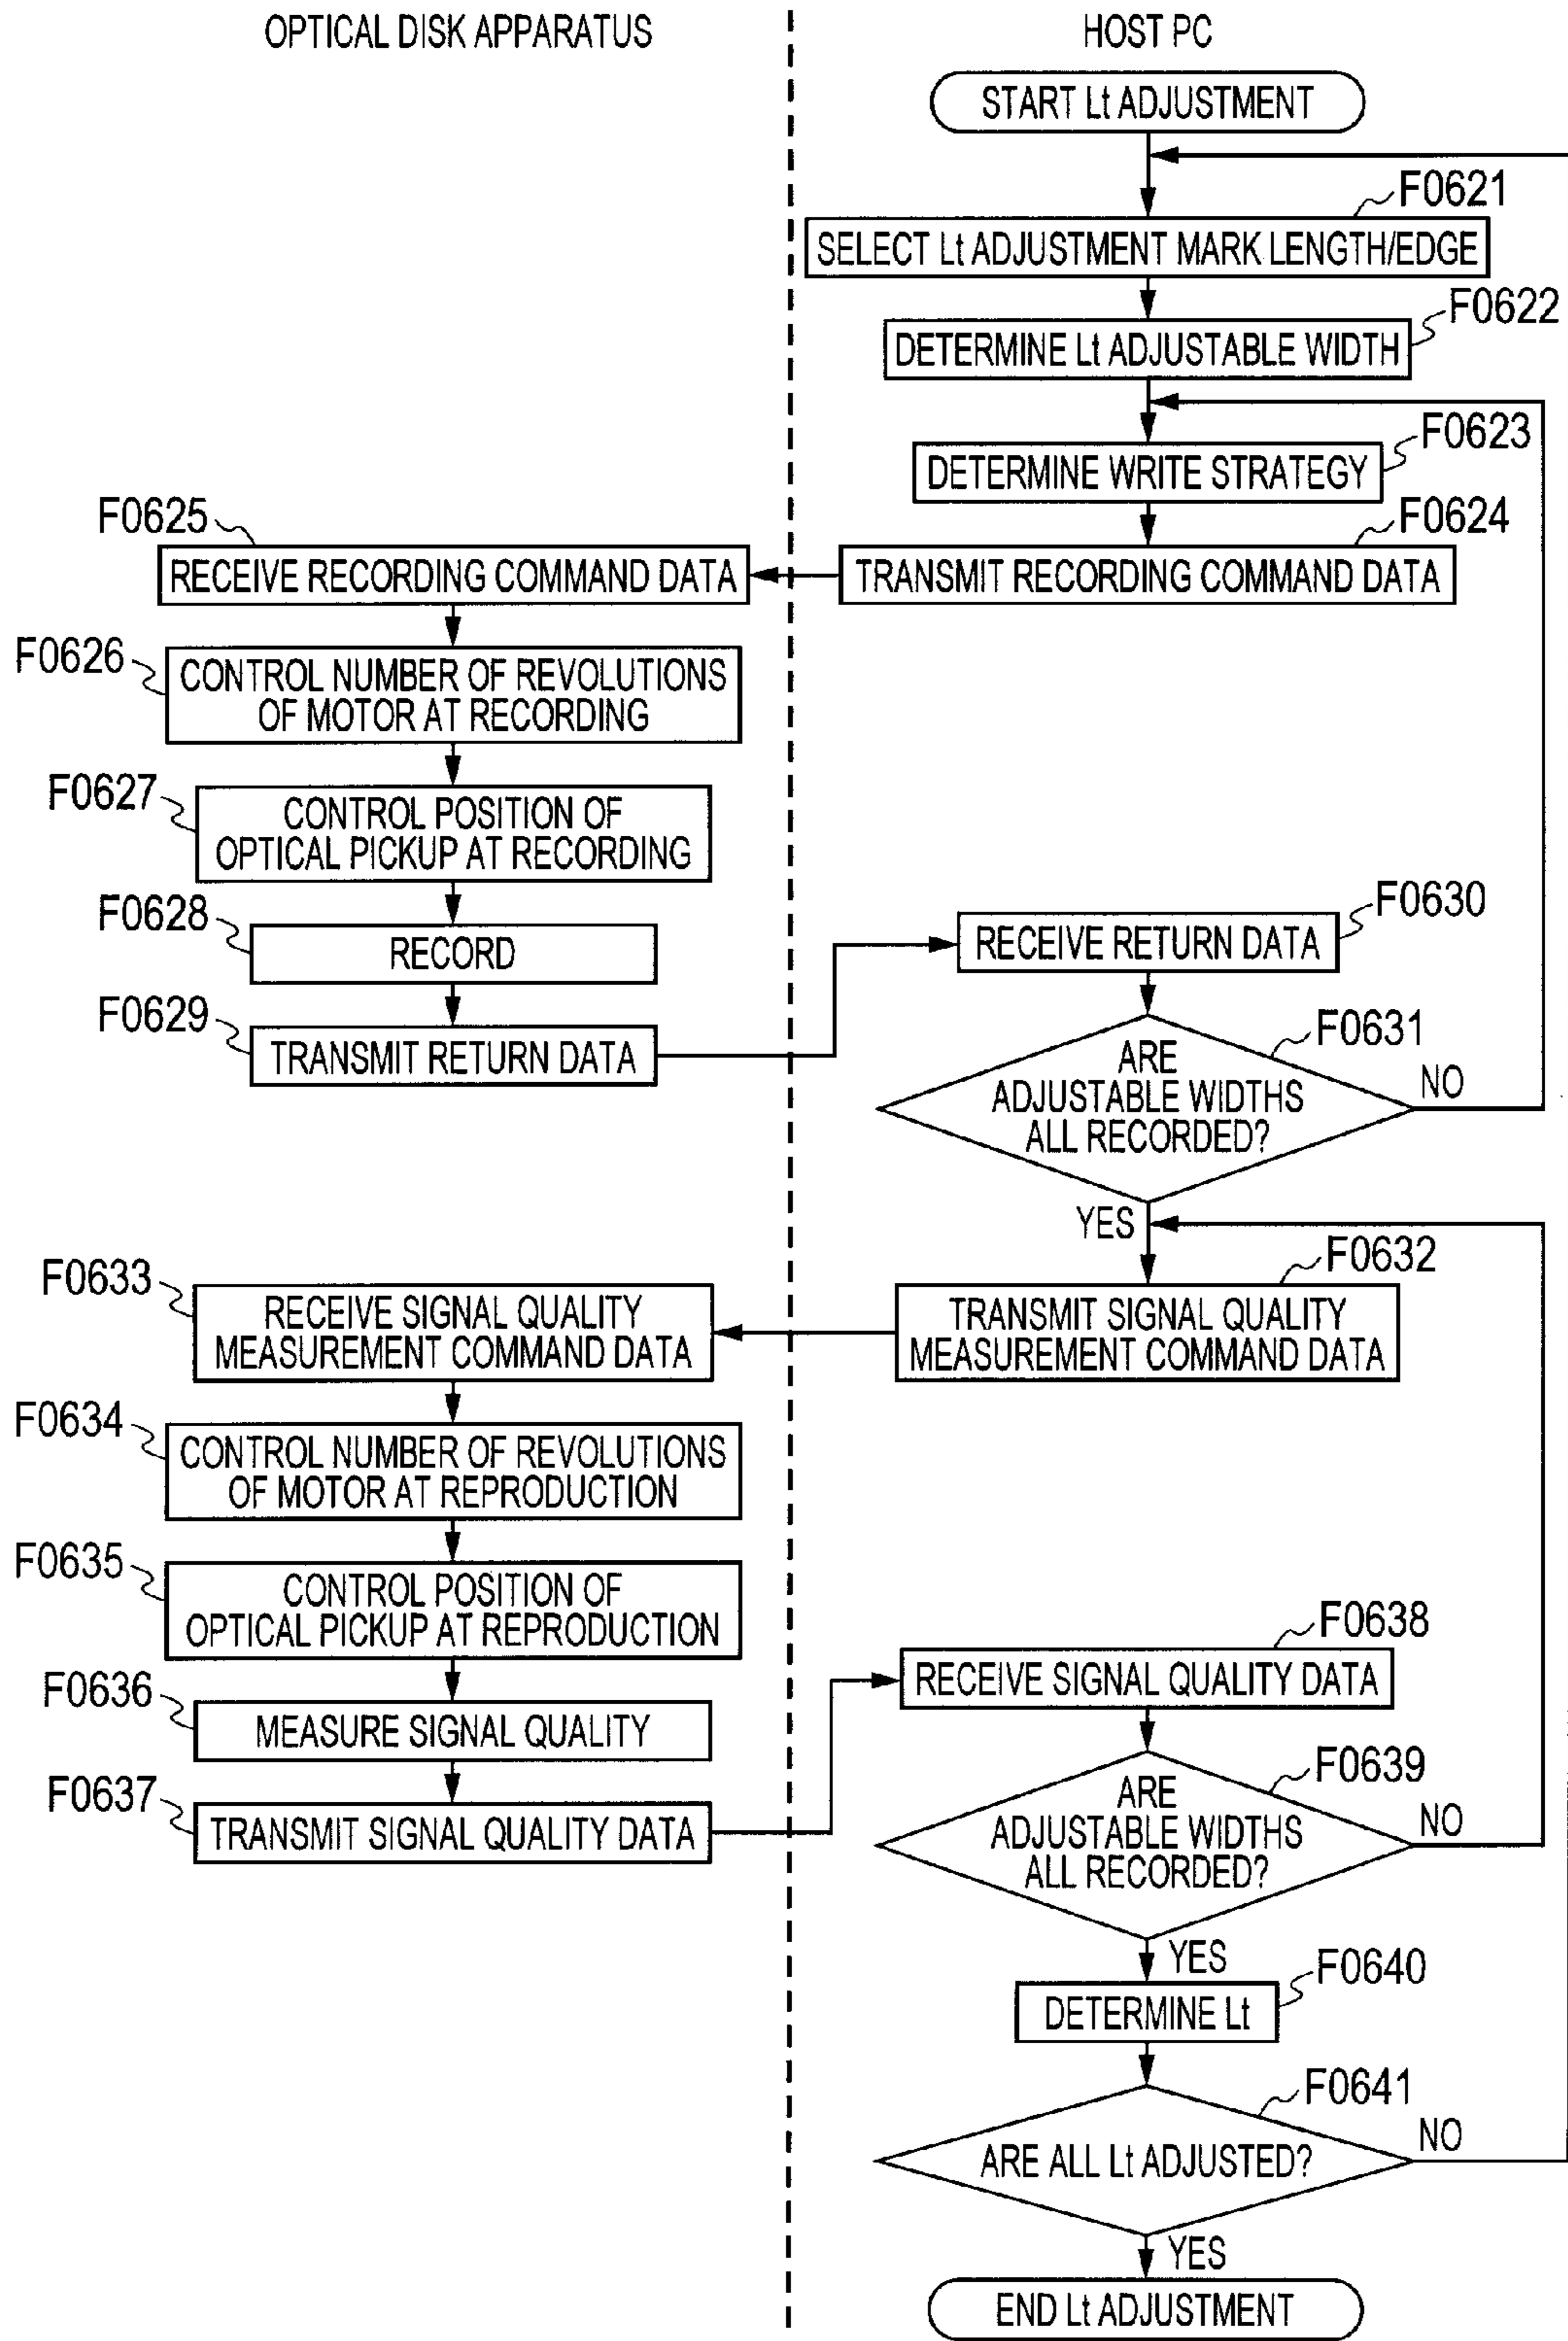 OPTICAL DISK APPARATUS
HOST PC
START Lt ADJUSTMENT
F0621
SELECT Lt ADJUSTMENT MARK LENGTH/EDGE
F0622
DETERMINE Lt ADJUSTABLE WIDTH
F0623
DETERMINE WRITE STRATEGY
F0624
TRANSMIT RECORDING COMMAND DATA
F0625
RECEIVE RECORDING COMMAND DATA
F0626
CONTROL NUMBER OF REVOLUTIONS
OF MOTOR AT RECORDING
F0627
CONTROL POSITION OF
OPTICAL PICKUP AT RECORDING
F0628
RECORD
F0629
TRANSMIT RETURN DATA
F0630
RECEIVE RETURN DATA
F0631
ARE
ADJUSTABLE WIDTHS
ALL RECORDED?
NO
YES
F0632
TRANSMIT SIGNAL QUALITY
MEASUREMENT COMMAND DATA
F0633
RECEIVE SIGNAL QUALITY
MEASUREMENT COMMAND DATA
F0634
CONTROL NUMBER OF REVOLUTIONS
OF MOTOR AT REPRODUCTION
F0635
CONTROL POSITION OF
OPTICAL PICKUP AT REPRODUCTION
F0636
MEASURE SIGNAL QUALITY
F0637
TRANSMIT SIGNAL QUALITY DATA
F0638
RECEIVE SIGNAL QUALITY DATA
F0639
ARE
ADJUSTABLE WIDTHS
ALL RECORDED?
NO
YES
F0640
DETERMINE Lt
F0641
ARE ALL Lt ADJUSTED?
NO
YES
END Lt ADJUSTMENT